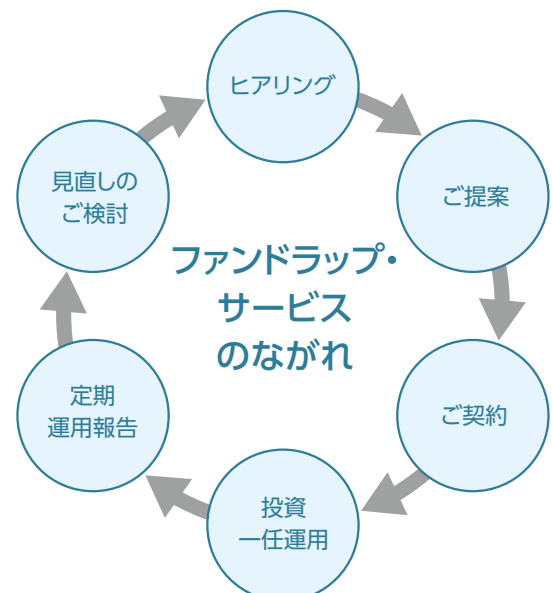 ヒアリング
ご提案
ご契約
投資
一任運用
定期
運用報告
見直しの
ご検討
ファンドラップ・
サービス
のながれ